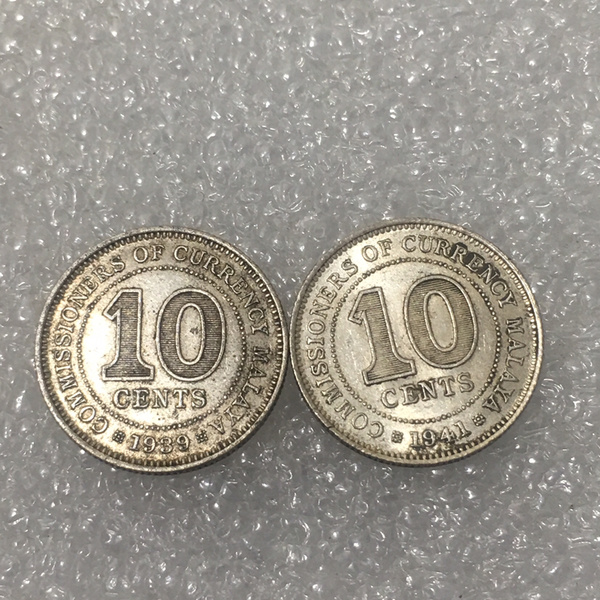 COMMISSIONERS OF CURRENCY MALAYA
10
CENTS
1939
COMMISSIONERS OF CURRENCY MALAYA
10
CENTS
1941